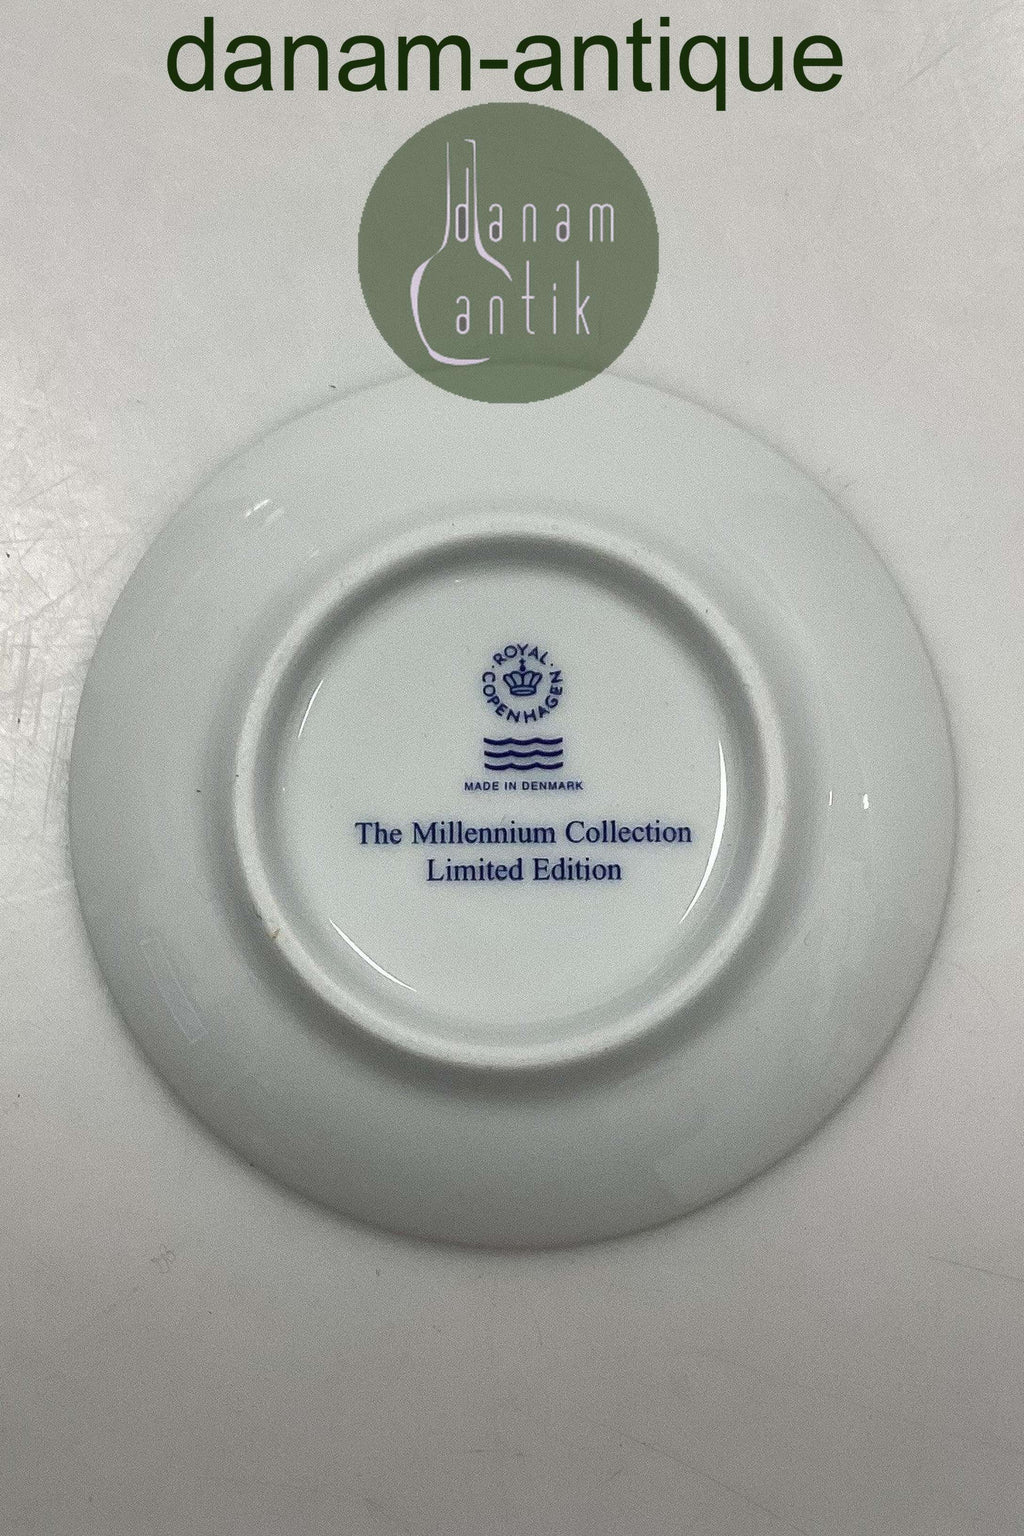 danam-antique
danam
antik
ROYAL COPENHAGEN
MADE IN DENMARK
The Millennium Collection
Limited Edition